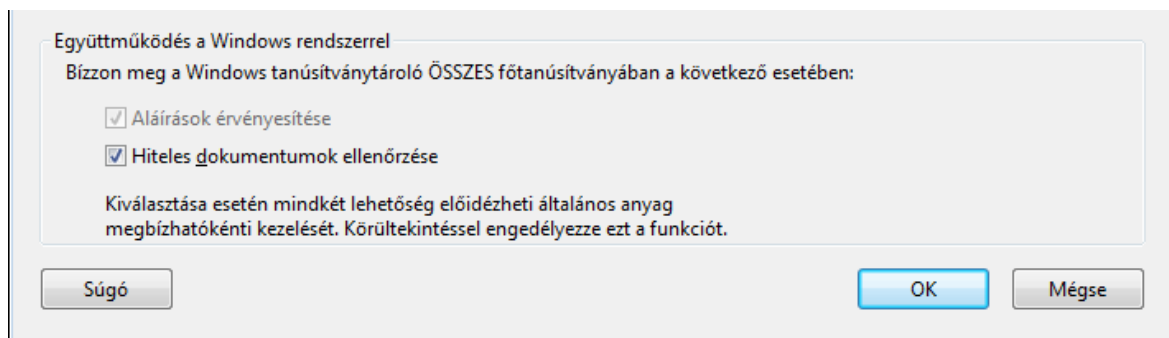 Együttműködés a Windows rendszerrel
Bízzon meg a Windows tanúsítványtároló ÖSSZES főtanúsítványában a következő esetében:
Aláírások érvényesítése
Hiteles dokumentumok ellenőrzése
Kiválasztása esetén mindkét lehetőség előidézheti általános anyag
megbízhatókénti kezelését. Körültekintéssel engedélyezze ezt a funkciót.
Súgó OK Mégse